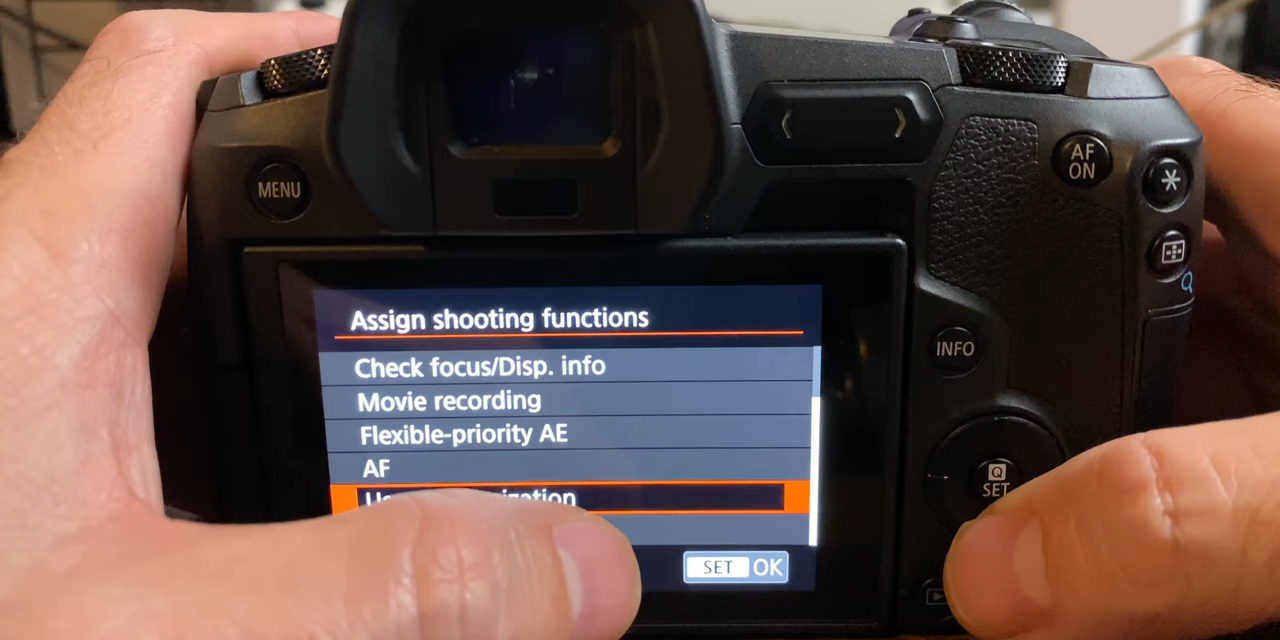 MENU
AF
ON
INFO
Q
SET
Assign shooting functions
Check focus/Disp. info
Movie recording
Flexible-priority AE
AF
SET OK